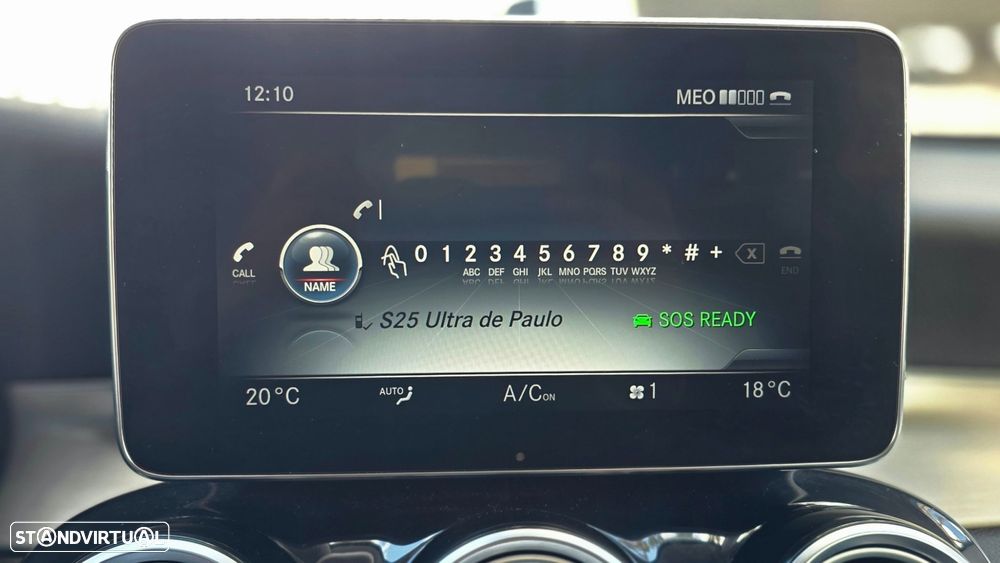 12:10 MEO
CALL NAME 0 1 2 3 4 5 6 7 8 9 * # + X END
ABC DEF GHI JKL MNO PQRS TUV WXYZ
S25 Ultra de Paulo SOS READY
20°C AUTO A/C ON 1 18°C
STANDVIRTUAL